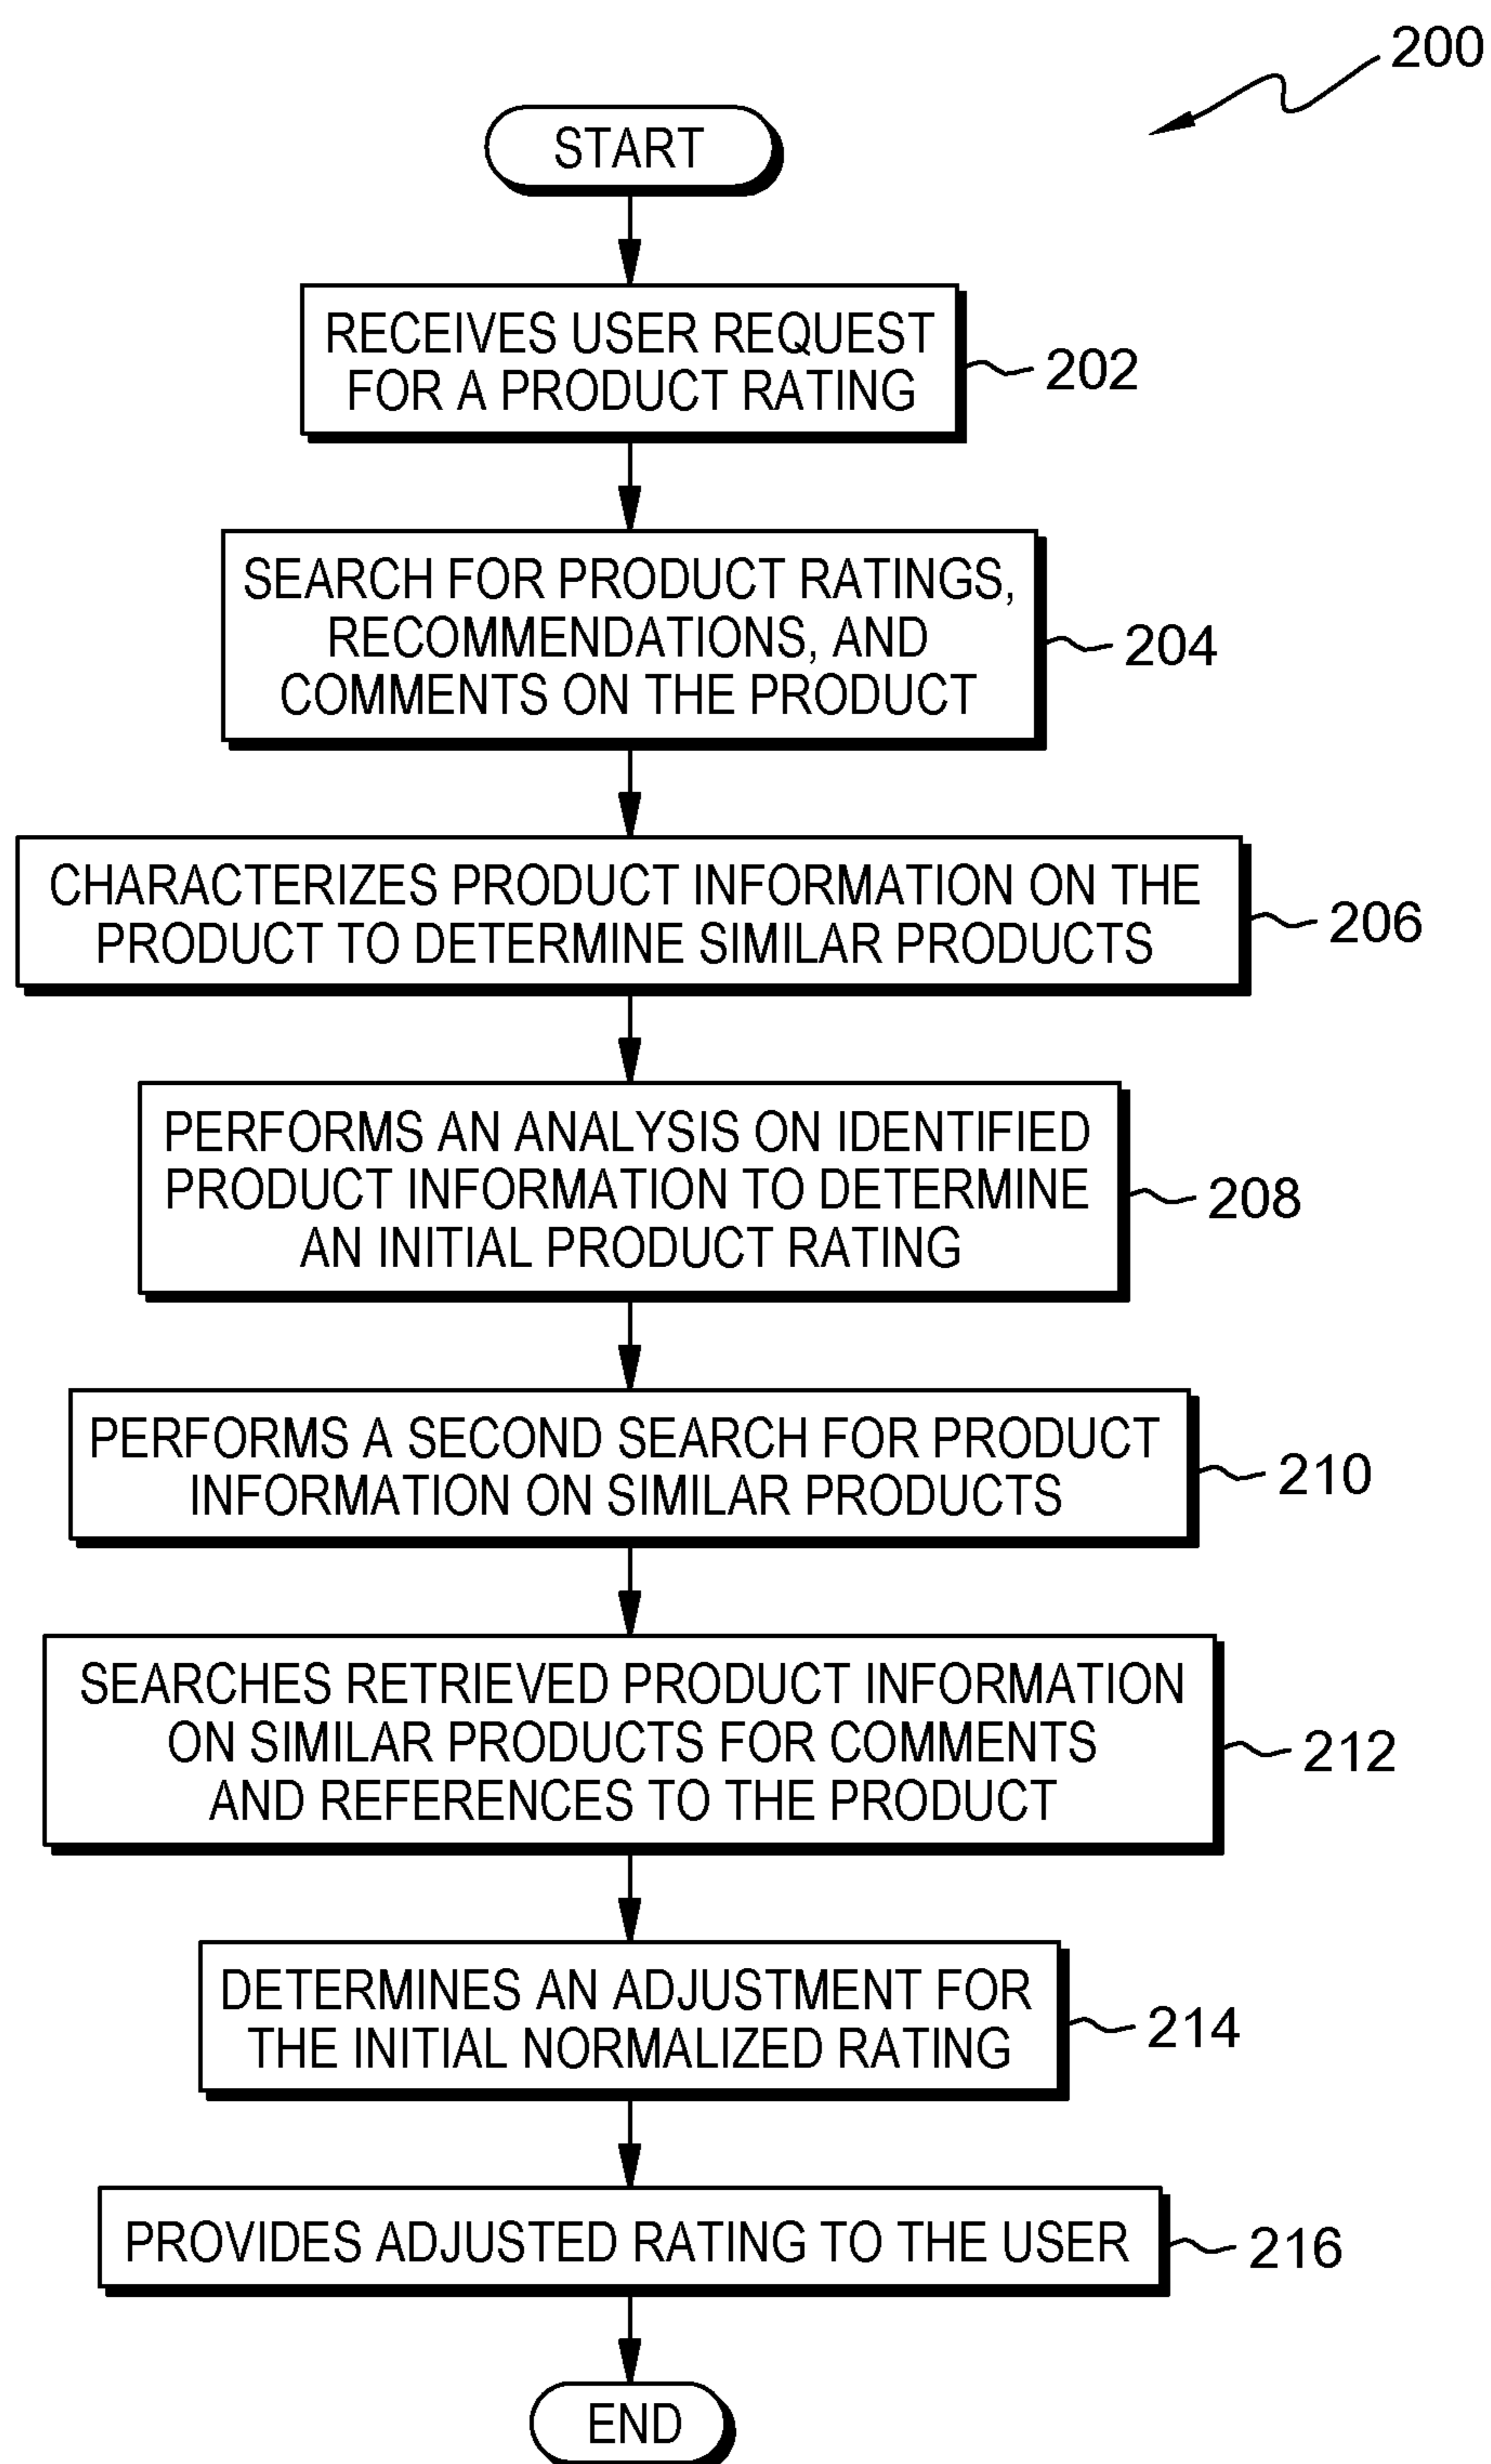 200
START
RECEIVES USER REQUEST
FOR A PRODUCT RATING
202
SEARCH FOR PRODUCT RATINGS,
RECOMMENDATIONS, AND
COMMENTS ON THE PRODUCT
204
CHARACTERIZES PRODUCT INFORMATION ON THE
PRODUCT TO DETERMINE SIMILAR PRODUCTS
206
PERFORMS AN ANALYSIS ON IDENTIFIED
PRODUCT INFORMATION TO DETERMINE
AN INITIAL PRODUCT RATING
208
PERFORMS A SECOND SEARCH FOR PRODUCT
INFORMATION ON SIMILAR PRODUCTS
210
SEARCHES RETRIEVED PRODUCT INFORMATION
ON SIMILAR PRODUCTS FOR COMMENTS
AND REFERENCES TO THE PRODUCT
212
DETERMINES AN ADJUSTMENT FOR
THE INITIAL NORMALIZED RATING
214
PROVIDES ADJUSTED RATING TO THE USER
216
END